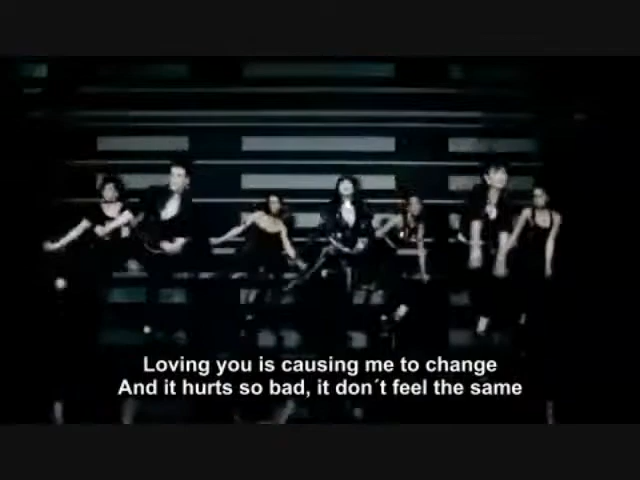 Loving you is causing me to change
And it hurts so bad, it don´t feel the same